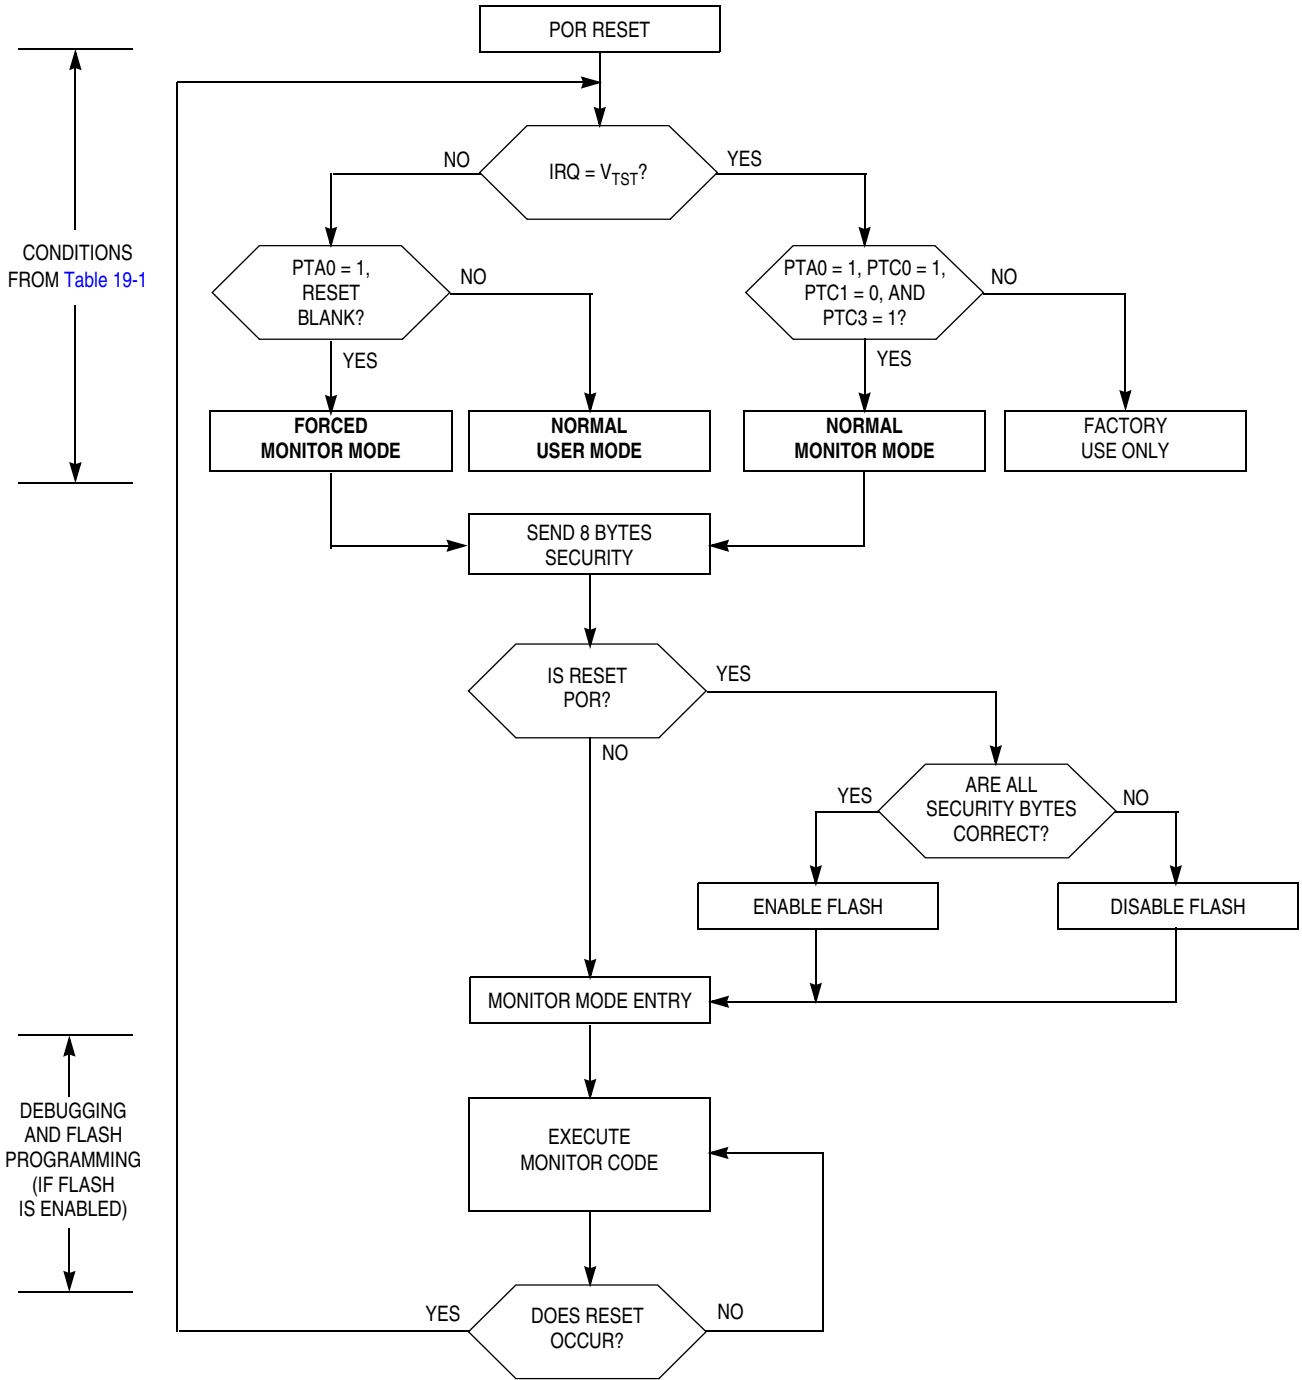 POR RESET
NO
IRQ = VTST?
YES
CONDITIONS
FROM Table 19-1
PTA0 = 1,
RESET
BLANK?
NO
YES
PTA0 = 1, PTC0 = 1,
PTC1 = 0, AND
PTC3 = 1?
NO
YES
FORCED
MONITOR MODE
NORMAL
USER MODE
NORMAL
MONITOR MODE
FACTORY
USE ONLY
SEND 8 BYTES
SECURITY
IS RESET
POR?
YES
NO
ARE ALL
SECURITY BYTES
CORRECT?
YES
NO
ENABLE FLASH
DISABLE FLASH
MONITOR MODE ENTRY
DEBUGGING
AND FLASH
PROGRAMMING
(IF FLASH
IS ENABLED)
EXECUTE
MONITOR CODE
YES
DOES RESET
OCCUR?
NO